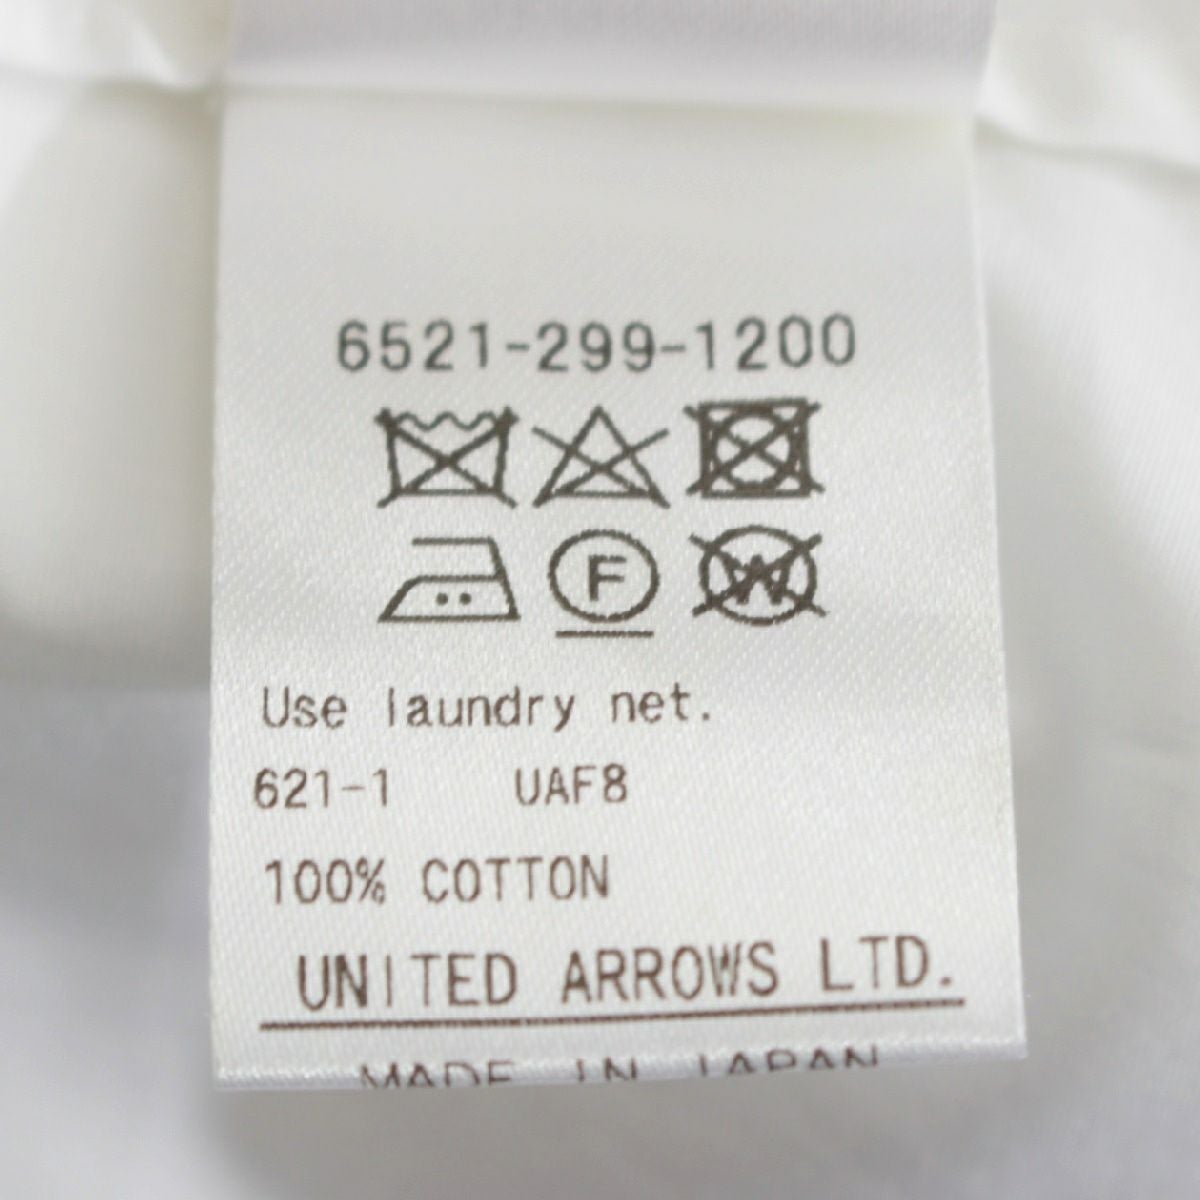 6521-299-1200
F W
Use laundry net.
621-1 UAF8
100% COTTON
UNITED ARROWS LTD.
MADE IN JAPAN